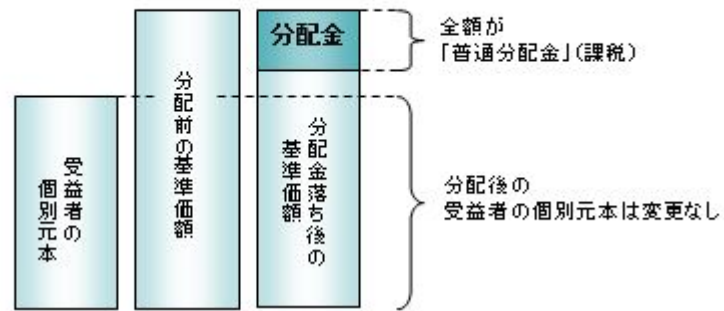 受益者の
個別元本
分配前の基準価額
分配金
分配金落ち後の
基準価額
全額が
「普通分配金」（課税）
分配後の
受益者の個別元本は変更なし